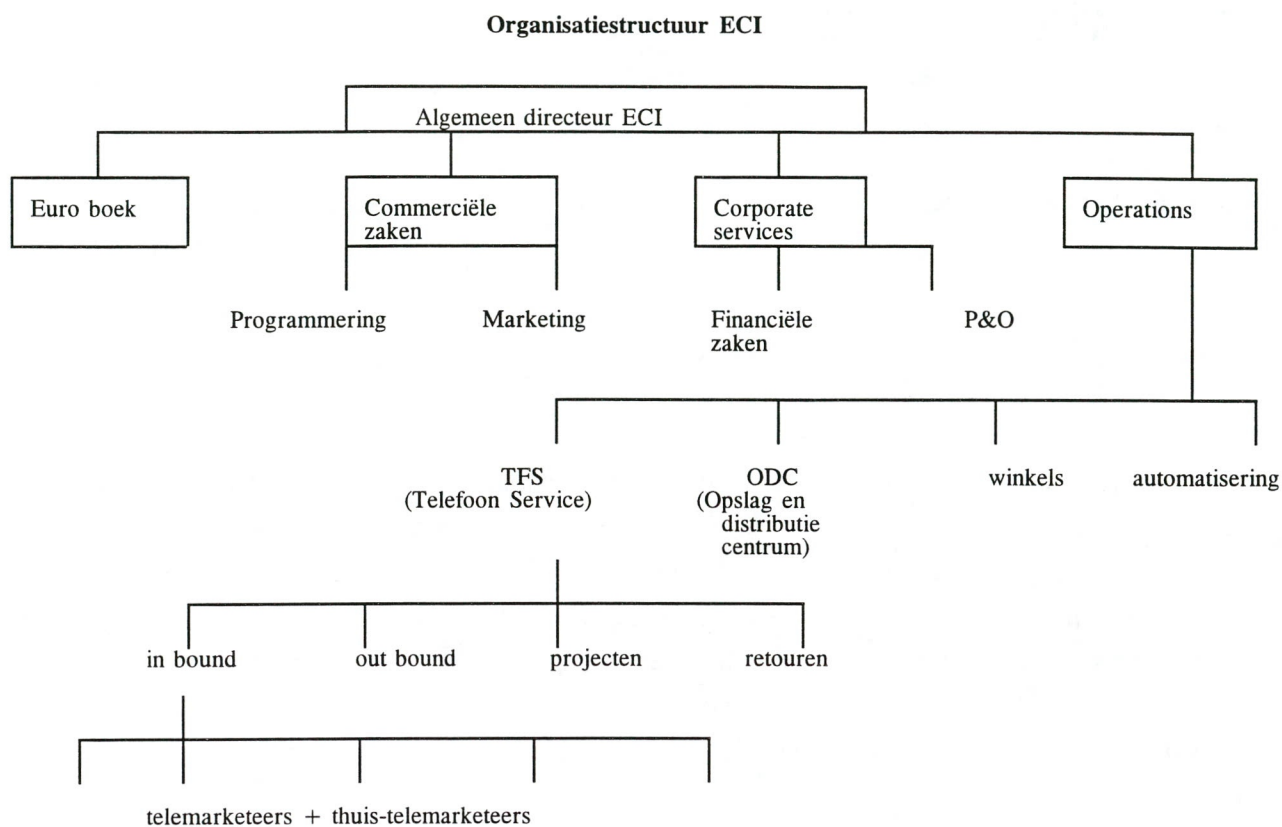 Organisatiestructuur ECI
Algemeen directeur ECI
Euro boek
Commerciële
zaken
Corporate
services
Operations
Programmering
Marketing
Financiële
zaken
P&O
TFS
(Telefoon Service)
ODC
(Opslag en
distributie
centrum)
winkels
automatisering
in bound
out bound
projecten
retouren
telemarketeers + thuis-telemarketeers